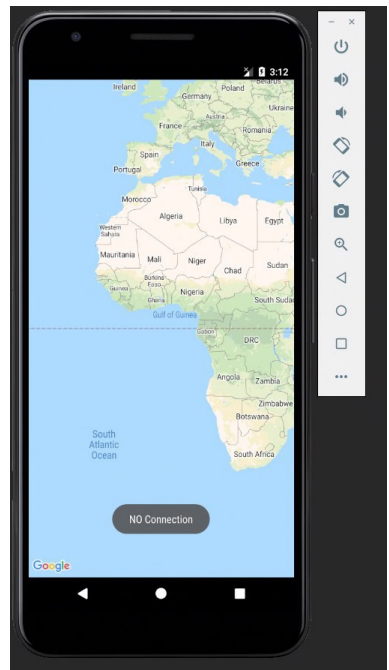 3:12
Belarus
Ireland
Poland
Germany
Ukraine
Austria
France
Romania
Italy
Spain
Greece
Portugal
Tunisia
Morocco
Algeria
Libya
Egypt
Western
Sahara
Mauritania
Mali
Niger
Chad
Sudan
Burkina
Faso
Guinea
Nigeria
Ghana
South Sudan
Gulf of Guinea
Gabon
DRC
Angola
Zambia
Zimbabwe
Botswana
South
Atlantic
Ocean
South Africa
NO Connection
Google